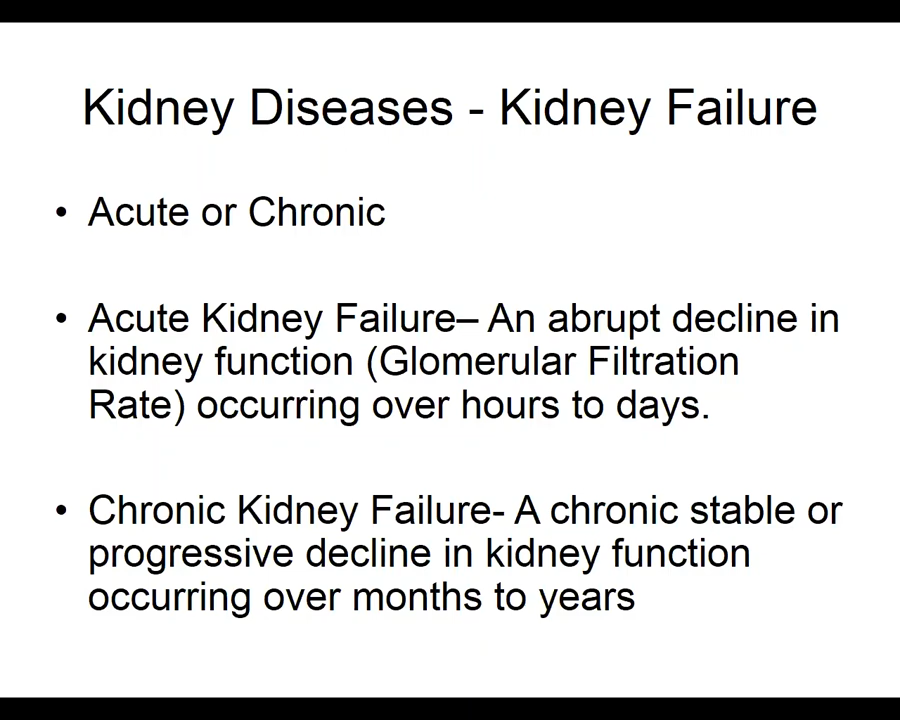 Kidney Diseases - Kidney Failure
• Acute or Chronic
• Acute Kidney Failure– An abrupt decline in
kidney function (Glomerular Filtration
Rate) occurring over hours to days.
• Chronic Kidney Failure- A chronic stable or
progressive decline in kidney function
occurring over months to years